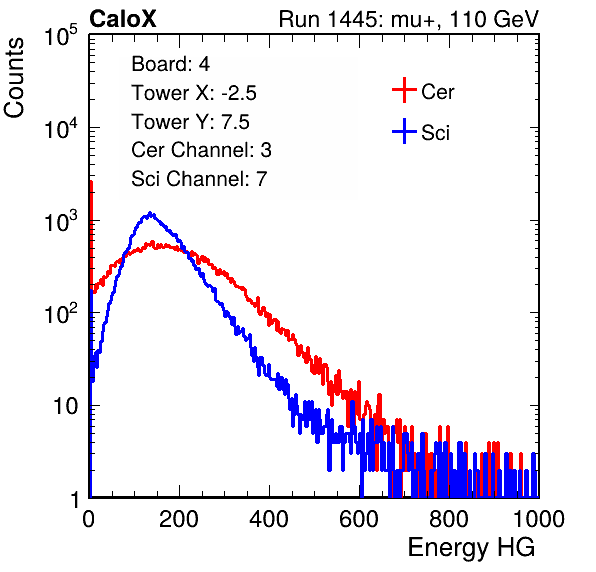 CaloX Run 1445: mu+, 110 GeV
Counts
10^5
10^4
10^3
10^2
10
1
Board: 4
Tower X: -2.5
Tower Y: 7.5
Cer Channel: 3
Sci Channel: 7
Cer
Sci
0 200 400 600 800 1000
Energy HG